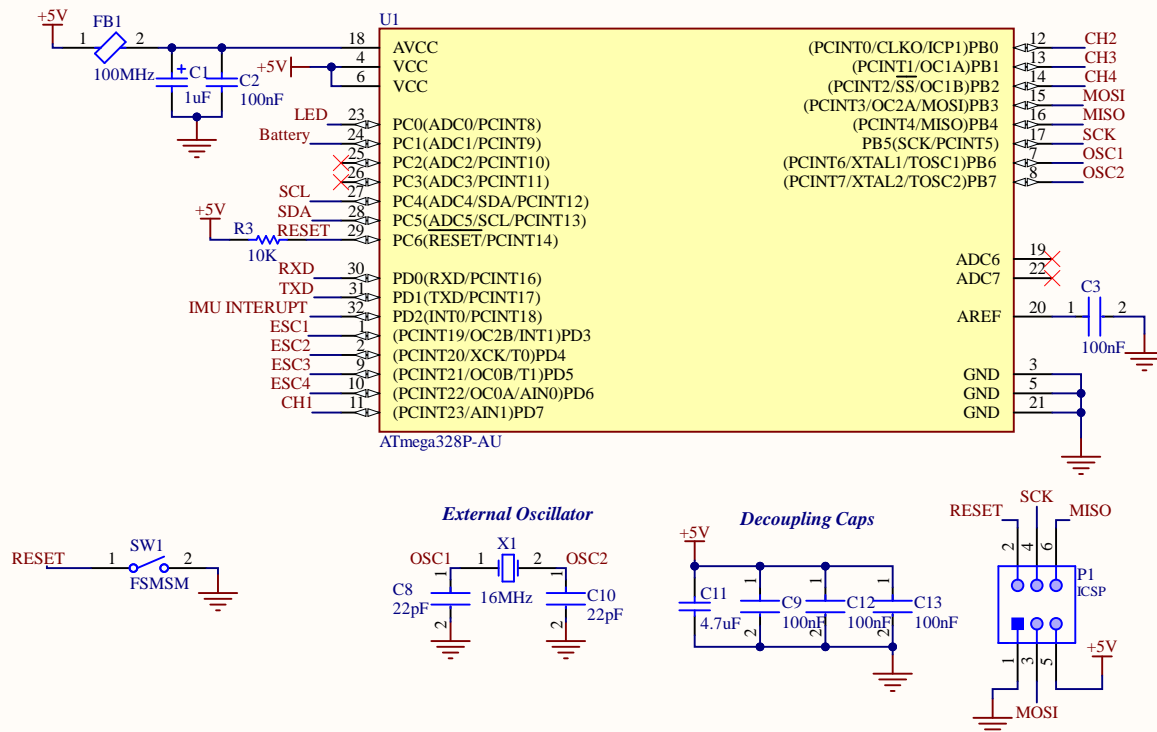 +5V
FB1
1
2
100MHz
C1
1uF
C2
100nF
+5V
U1
18
AVCC
4
VCC
6
VCC
LED
23
PC0(ADC0/PCINT8)
Battery
24
PC1(ADC1/PCINT9)
25
PC2(ADC2/PCINT10)
26
PC3(ADC3/PCINT11)
SCL
27
PC4(ADC4/SDA/PCINT12)
SDA
28
PC5(ADC5/SCL/PCINT13)
+5V
R3
10K
RESET
29
PC6(RESET/PCINT14)
RXD
30
PD0(RXD/PCINT16)
TXD
31
PD1(TXD/PCINT17)
IMU INTERUPT
32
PD2(INT0/PCINT18)
ESC1
1
(PCINT19/OC2B/INT1)PD3
ESC2
2
(PCINT20/XCK/T0)PD4
ESC3
9
(PCINT21/OC0B/T1)PD5
ESC4
10
(PCINT22/OC0A/AIN0)PD6
CH1
11
(PCINT23/AIN1)PD7
ATmega328P-AU
(PCINT0/CLKO/ICP1)PB0
12
CH2
(PCINT1/OC1A)PB1
13
CH3
(PCINT2/SS/OC1B)PB2
14
CH4
(PCINT3/OC2A/MOSI)PB3
15
MOSI
(PCINT4/MISO)PB4
16
MISO
PB5(SCK/PCINT5)
17
SCK
(PCINT6/XTAL1/TOSC1)PB6
7
OSC1
(PCINT7/XTAL2/TOSC2)PB7
8
OSC2
ADC6
19
ADC7
22
AREF
20
C3
1
2
100nF
GND
3
GND
5
GND
21
RESET
1
SW1
2
FSMSM
External Oscillator
OSC1
1
X1
2
OSC2
16MHz
C8
22pF
1
2
C10
22pF
1
2
Decoupling Caps
+5V
C11
4.7uF
1
C9
100nF
2
1
C12
100nF
2
1
C13
100nF
2
SCK
RESET
MISO
2
4
6
P1
ICSP
1
3
5
+5V
MOSI